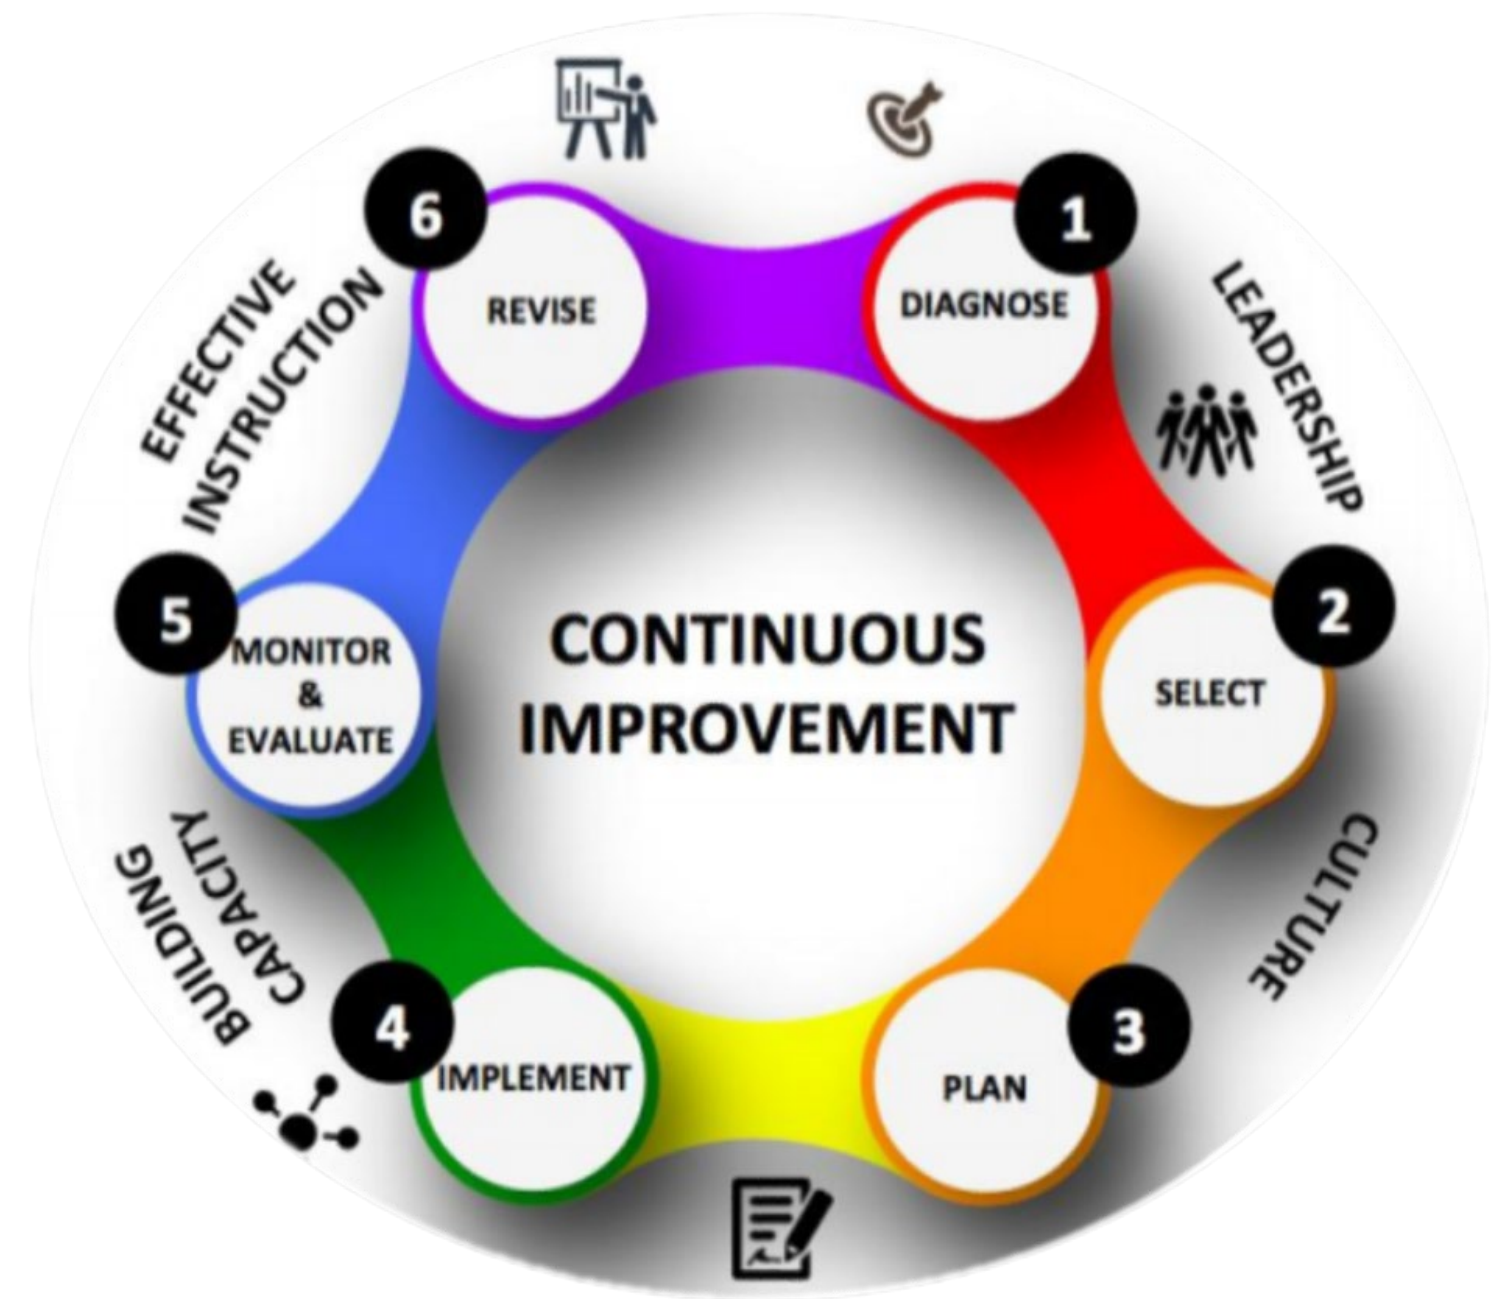 CONTINUOUS
IMPROVEMENT
1
DIAGNOSE
LEADERSHIP
2
SELECT
CULTURE
3
PLAN
4
IMPLEMENT
BUILDING
CAPACITY
5
MONITOR
&
EVALUATE
EFFECTIVE
INSTRUCTION
6
REVISE